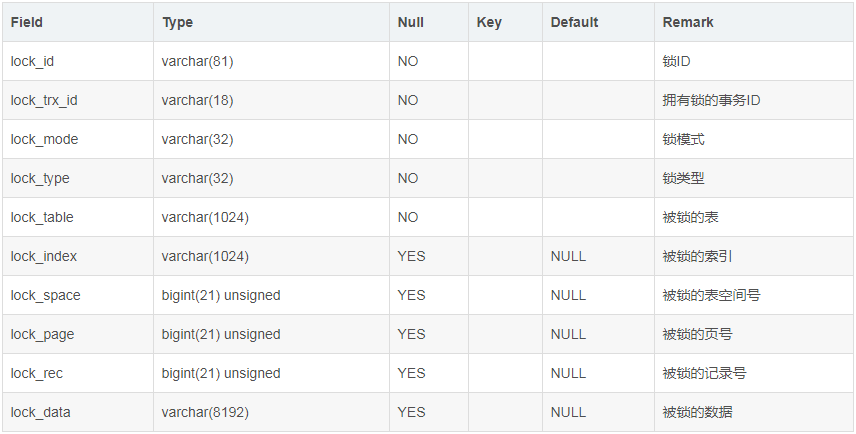 Field Type Null Key Default Remark
lock_id varchar(81) NO 锁ID
lock_trx_id varchar(18) NO 拥有锁的事务ID
lock_mode varchar(32) NO 锁模式
lock_type varchar(32) NO 锁类型
lock_table varchar(1024) NO 被锁的表
lock_index varchar(1024) YES NULL 被锁的索引
lock_space bigint(21) unsigned YES NULL 被锁的表空间号
lock_page bigint(21) unsigned YES NULL 被锁的页号
lock_rec bigint(21) unsigned YES NULL 被锁的记录号
lock_data varchar(8192) YES NULL 被锁的数据